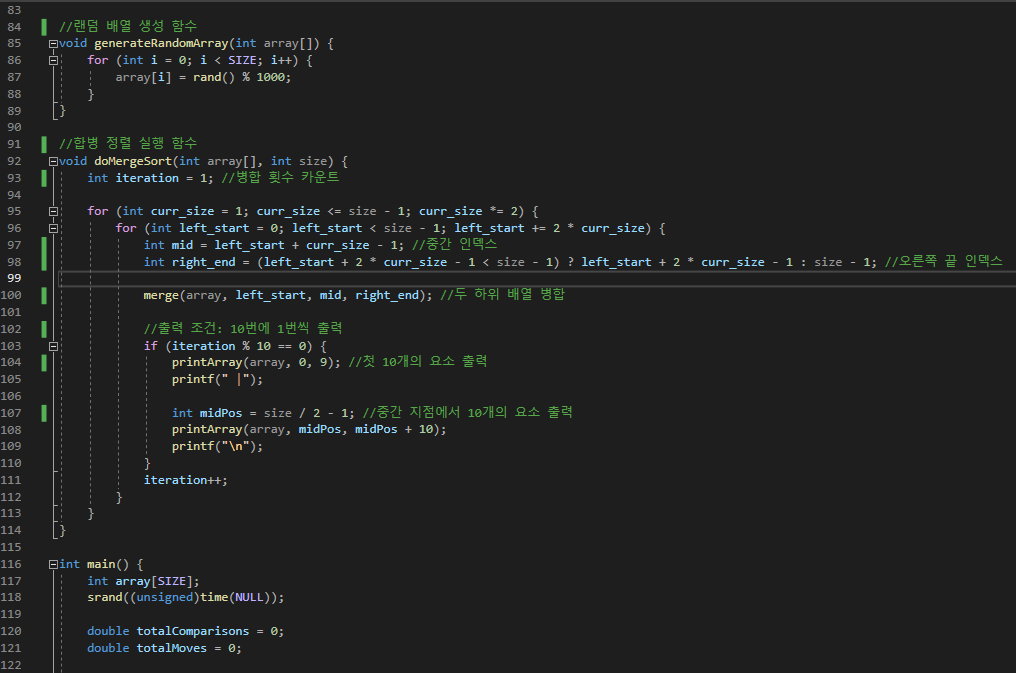 83
84 //랜덤 배열 생성 함수
85 void generateRandomArray(int array[]) {
86 for (int i = 0; i < SIZE; i++) {
87 array[i] = rand() % 1000;
88 }
89 }
90
91 //합병 정렬 실행 함수
92 void doMergeSort(int array[], int size) {
93 int iteration = 1; //병합 횟수 카운트
94
95 for (int curr_size = 1; curr_size <= size - 1; curr_size *= 2) {
96 for (int left_start = 0; left_start < size - 1; left_start += 2 * curr_size) {
97 int mid = left_start + curr_size - 1; //중간 인덱스
98 int right_end = (left_start + 2 * curr_size - 1 < size - 1) ? left_start + 2 * curr_size - 1 : size - 1; //오른쪽 끝 인덱스
99
100 merge(array, left_start, mid, right_end); //두 하위 배열 병합
101
102 //출력 조건: 10번에 1번씩 출력
103 if (iteration % 10 == 0) {
104 printArray(array, 0, 9); //첫 10개의 요소 출력
105 printf(" |");
106
107 int midPos = size / 2 - 1; //중간 지점에서 10개의 요소 출력
108 printArray(array, midPos, midPos + 10);
109 printf("\n");
110 }
111 iteration++;
112 }
113 }
114 }
115
116 int main() {
117 int array[SIZE];
118 srand((unsigned)time(NULL));
119
120 double totalComparisons = 0;
121 double totalMoves = 0;
122